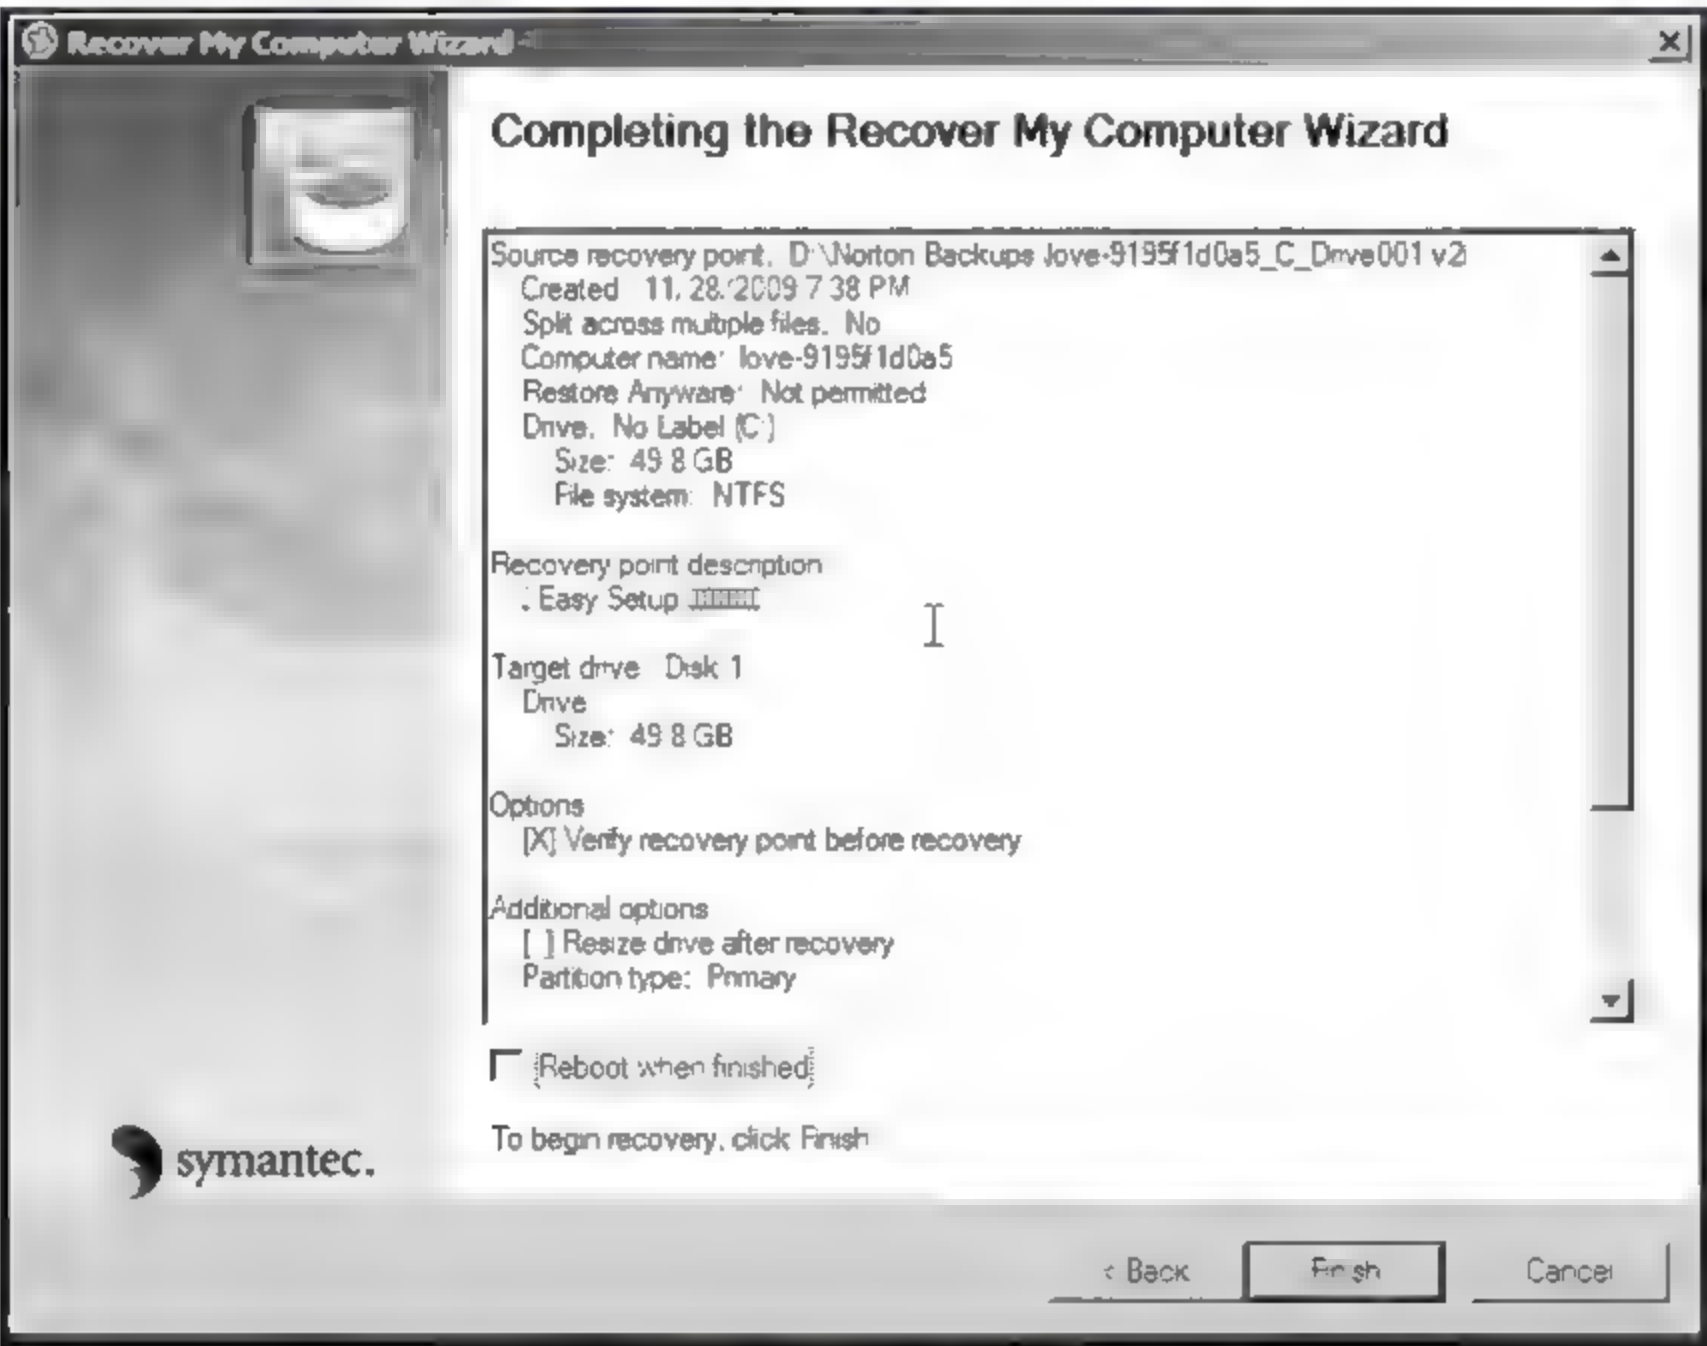 Recover My Computer Wizard
Completing the Recover My Computer Wizard
Source recovery point. D:\Norton Backups love-9195f1d0a5_C_Drive001 v2i
Created 11/28/2009 7 38 PM
Split across multiple files. No
Computer name: love-9195f1d0a5
Restore Anyware: Not permitted
Drive. No Label (C:)
Size: 49 8 GB
File system: NTFS
Recovery point description
. Easy Setup
Target drive Disk 1
Drive
Size: 49 8 GB
Options
[X] Verify recovery point before recovery
Additional options
[ ] Resize drive after recovery
Partition type: Primary
Reboot when finished
To begin recovery, click Finish
symantec.
< Back Finish Cancel